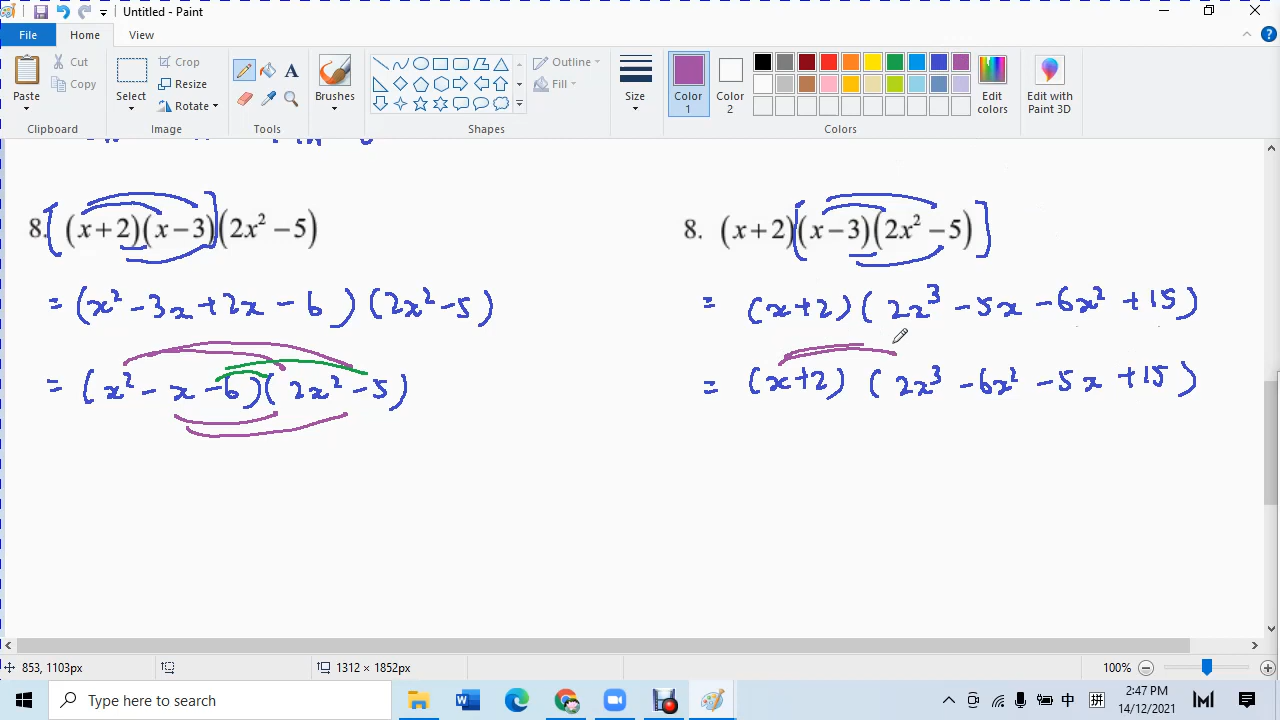 Untitled - Paint
File Home View
Paste
Cut
Copy
Clipboard
Select
Crop
Resize
Rotate
Image
Tools
Brushes
Shapes
Outline
Fill
Size
Color 1
Color 2
Edit colors
Edit with Paint 3D
Colors
8. [(x+2)(x−3)](2x² −5)
= (x² − 3x + 2x − 6)(2x² − 5)
= (x² − x − 6)(2x² − 5)
8. (x+2)[(x−3)(2x² −5)]
= (x+2)(2x³ − 5x − 6x² + 15)
= (x+2)(2x³ − 6x² − 5x + 15)
853, 1103px
1312 × 1852px
100%
Type here to search
中
拼
2:47 PM
14/12/2021